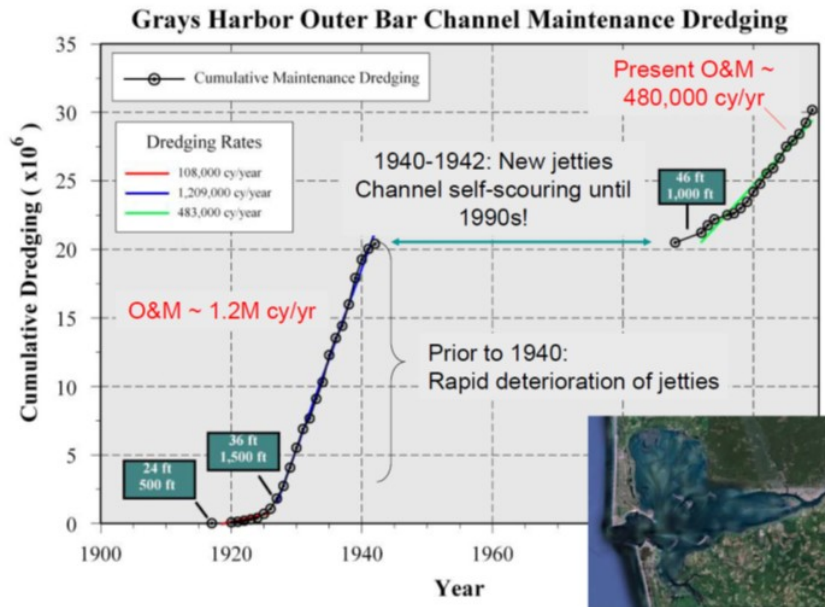 Grays Harbor Outer Bar Channel Maintenance Dredging
35
30
25
20
15
10
5
0
Cumulative Dredging ( x10⁶ )
Cumulative Maintenance Dredging
Dredging Rates
108,000 cy/year
1,209,000 cy/year
483,000 cy/year
Present O&M ~
480,000 cy/yr
1940-1942: New jetties
Channel self-scouring until
1990s!
46 ft
1,000 ft
O&M ~ 1.2M cy/yr
Prior to 1940:
Rapid deterioration of jetties
36 ft
1,500 ft
24 ft
500 ft
1900
1920
1940
1960
Year